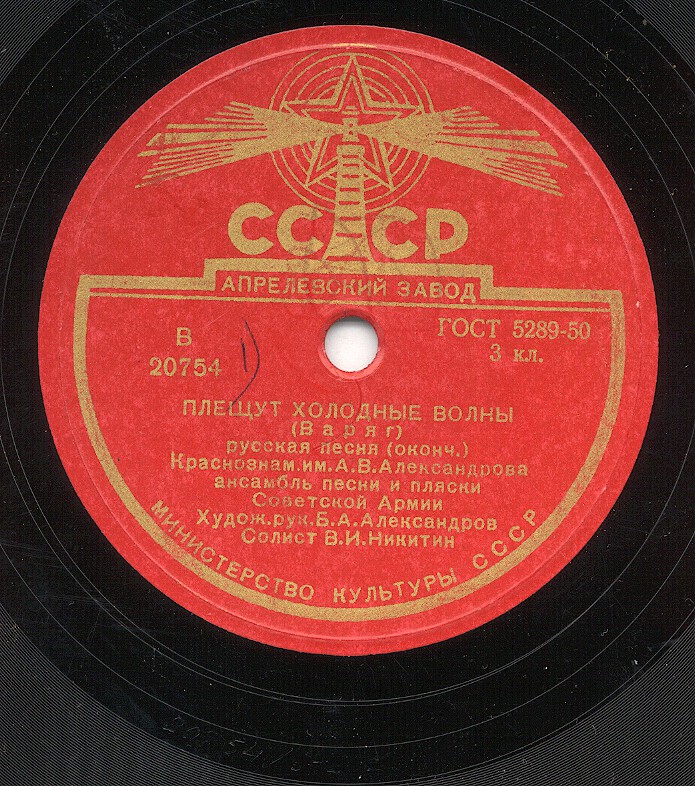 СССР
АПРЕЛЕВСКИЙ ЗАВОД
В
20754
ГОСТ 5289-50
3 кл.
ПЛЕЩУТ ХОЛОДНЫЕ ВОЛНЫ
(Варяг)
русская песня (оконч.)
Краснознам.им.А.В.Александрова
ансамбль песни и пляски
Советской Армии
Худож.рук.Б.А.Александров
Солист В.И.Никитин
МИНИСТЕРСТВО КУЛЬТУРЫ СССР